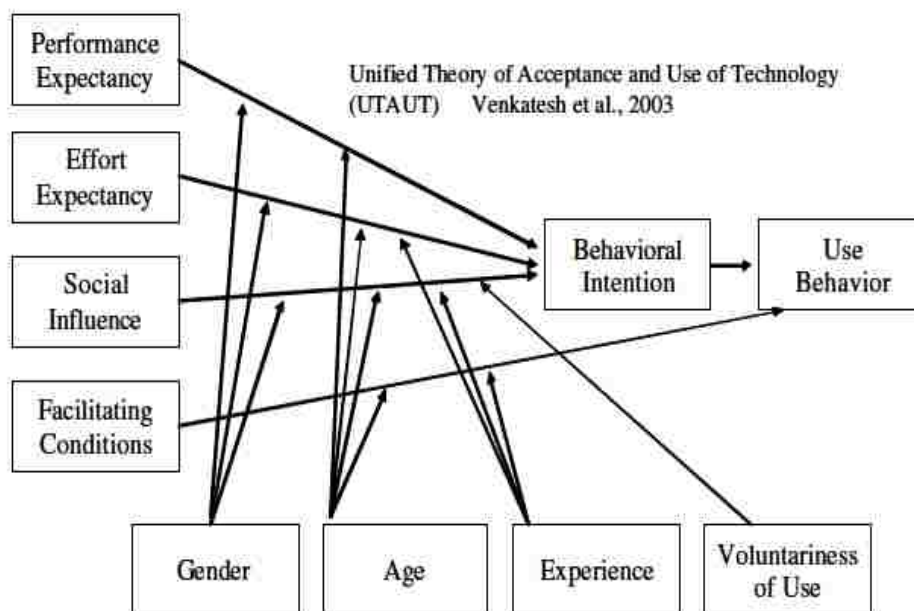 Performance
Expectancy
Unified Theory of Acceptance and Use of Technology
(UTAUT) Venkatesh et al., 2003
Effort
Expectancy
Social
Influence
Behavioral
Intention
Use
Behavior
Facilitating
Conditions
Gender
Age
Experience
Voluntariness
of Use